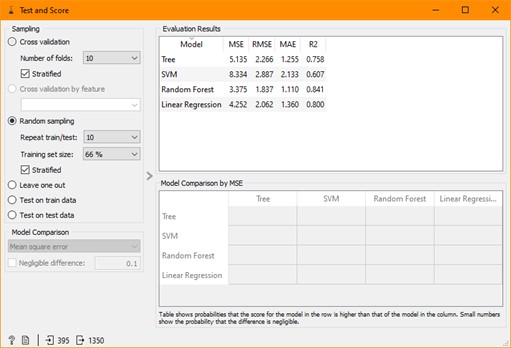 Test and Score
Sampling
Cross validation
Number of folds: 10
Stratified
Cross validation by feature
Random sampling
Repeat train/test: 10
Training set size: 66 %
Stratified
Leave one out
Test on train data
Test on test data
Model Comparison
Mean square error
Negligible difference: 0.1
Evaluation Results
Model MSE RMSE MAE R2
Tree 5.135 2.266 1.255 0.758
SVM 8.334 2.887 2.133 0.607
Random Forest 3.375 1.837 1.110 0.841
Linear Regression 4.252 2.062 1.360 0.800
Model Comparison by MSE
Tree SVM Random Forest Linear Regressi...
Tree
SVM
Random Forest
Linear Regression
Table shows probabilities that the score for the model in the row is higher than that of the model in the column. Small numbers
show the probability that the difference is negligible.
? 395 1350